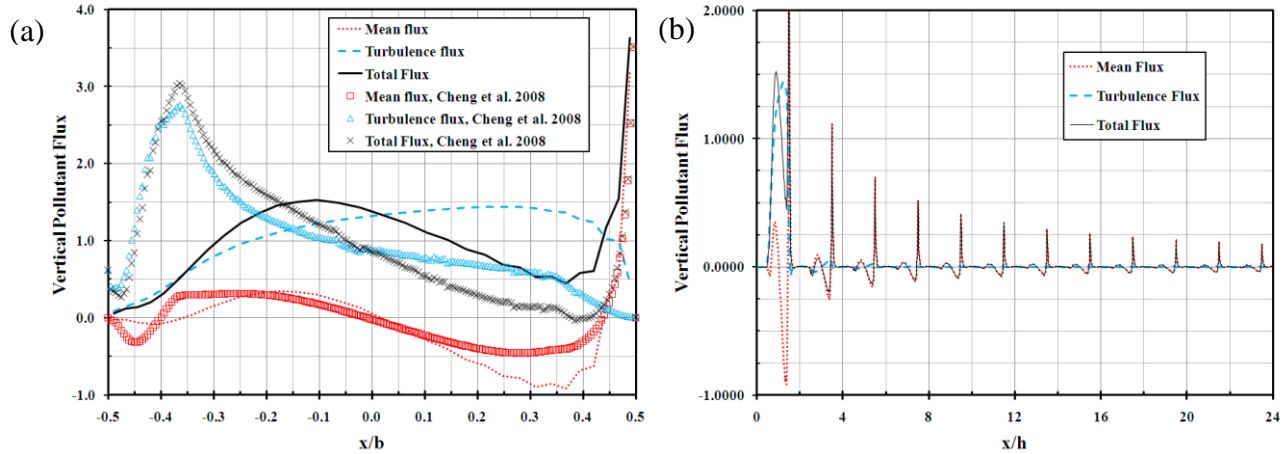 (a)
Vertical Pollutant Flux
4.0
3.0
2.0
1.0
0.0
-1.0
Mean flux
Turbulence flux
Total Flux
Mean flux, Cheng et al. 2008
Turbulence flux, Cheng et al. 2008
Total Flux, Cheng et al. 2008
-0.5 -0.4 -0.3 -0.2 -0.1 0.0 0.1 0.2 0.3 0.4 0.5
x/b
(b)
Vertical Pollutant Flux
2.0000
1.0000
0.0000
-1.0000
Mean Flux
Turbulence Flux
Total Flux
0 4 8 12 16 20 24
x/h